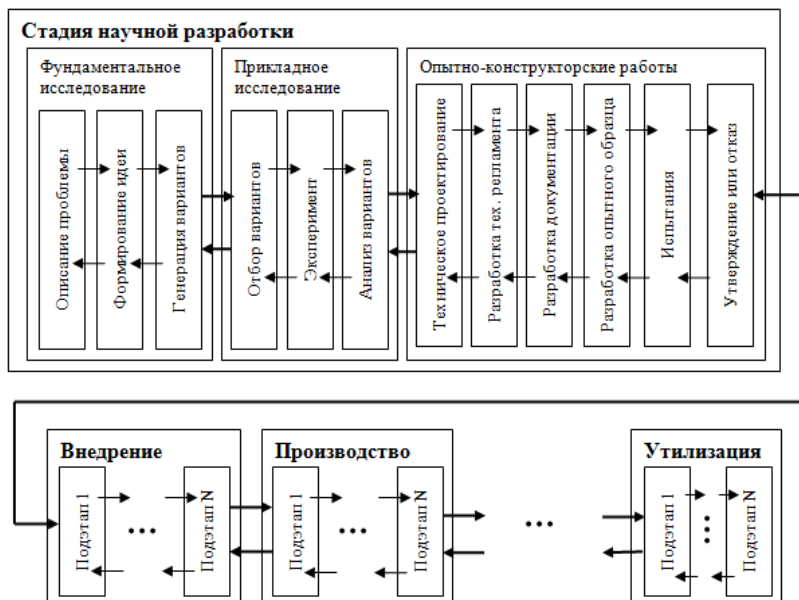 Стадия научной разработки
Фундаментальное
исследование
Описание проблемы
Формирование идеи
Генерация вариантов
Прикладное
исследование
Отбор вариантов
Эксперимент
Анализ вариантов
Опытно-конструкторские работы
Техническое проектирование
Разработка тех. регламента
Разработка документации
Разработка опытного образца
Испытания
Утверждение или отказ
Внедрение
Подэтап 1
...
Подэтап N
Производство
Подэтап 1
...
Подэтап N
...
Утилизация
Подэтап 1
...
Подэтап N